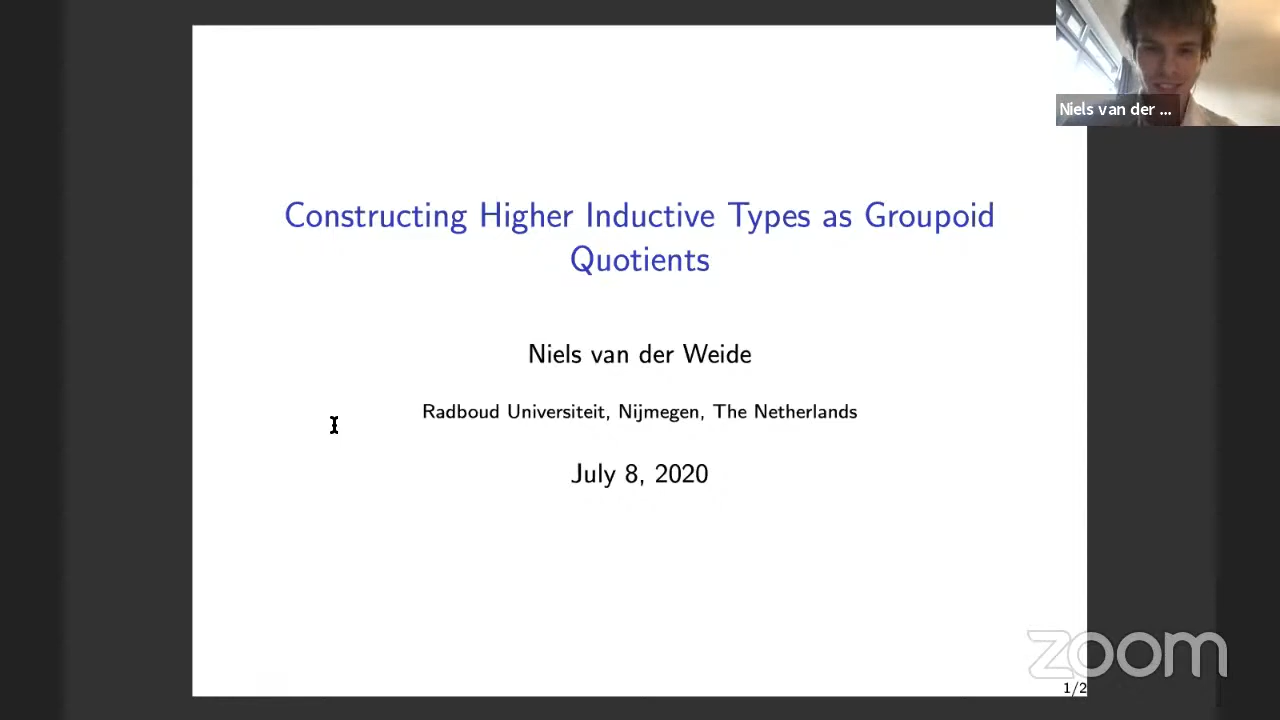 Niels van der ...
Constructing Higher Inductive Types as Groupoid
Quotients
Niels van der Weide
Radboud Universiteit, Nijmegen, The Netherlands
July 8, 2020
zoom
1/2